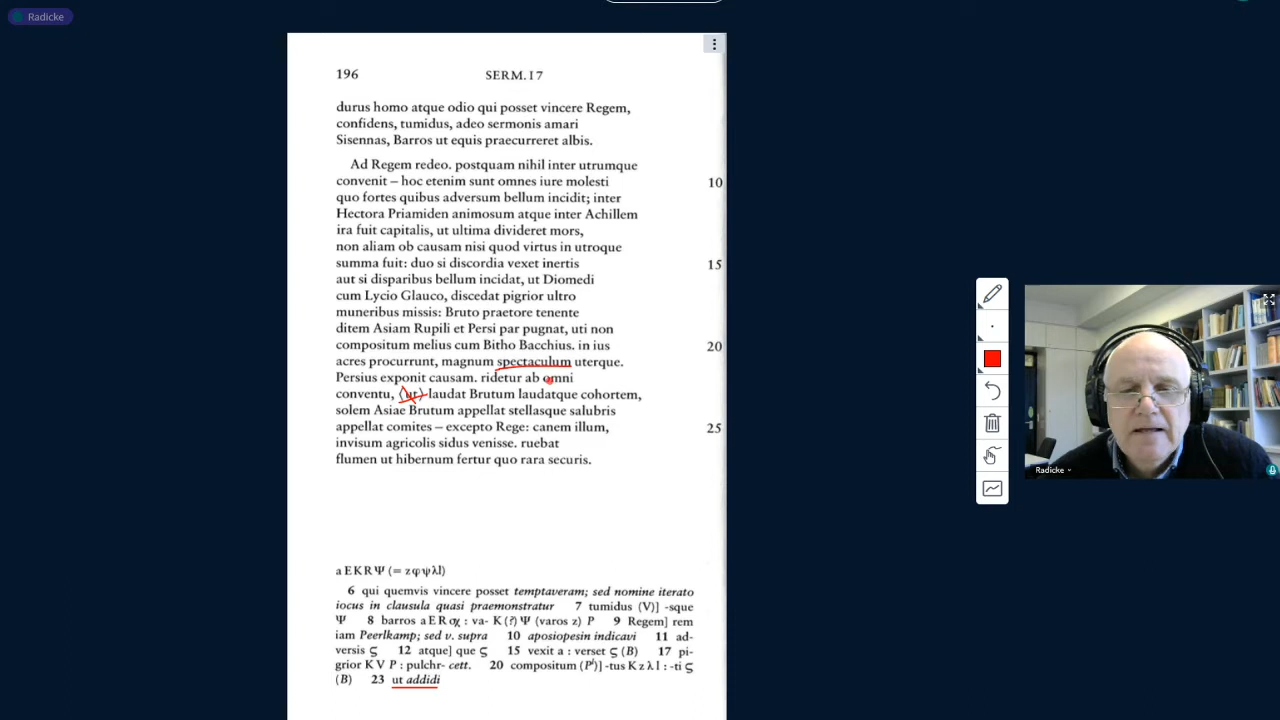 Radicke
196 SERM. I 7
durus homo atque odio qui posset vincere Regem,
confidens, tumidus, adeo sermonis amari
Sisennas, Barros ut equis praecurreret albis.
Ad Regem redeo. postquam nihil inter utrumque
convenit – hoc etenim sunt omnes iure molesti 10
quo fortes quibus adversum bellum incidit; inter
Hectora Priamiden animosum atque inter Achillem
ira fuit capitalis, ut ultima divideret mors,
non aliam ob causam nisi quod virtus in utroque
summa fuit: duo si discordia vexet inertis 15
aut si disparibus bellum incidat, ut Diomedi
cum Lycio Glauco, discedat pigrior ultro
muneribus missis: Bruto praetore tenente
ditem Asiam Rupili et Persi par pugnat, uti non
compositum melius cum Bitho Bacchius. in ius 20
acres procurrunt, magnum spectaculum uterque.
Persius exponit causam. ridetur ab omni
conventu, ⟨ut⟩ laudat Brutum laudatque cohortem,
solem Asiae Brutum appellat stellasque salubris
appellat comites – excepto Rege: canem illum, 25
invisum agricolis sidus venisse. ruebat
flumen ut hibernum fertur quo rara securis.
a E K R Ψ (= z φ ψ λ l)
6 qui quemvis vincere posset temptaveram; sed nomine iterato
iocus in clausula quasi praemonstratur 7 tumidus (V)] -sque
Ψ 8 barros a E R σχ : va- K (?) Ψ (varos z) P 9 Regem] rem
iam Peerlkamp; sed v. supra 10 aposiopesin indicavi 11 ad-
versis ς 12 atque] que ς 15 vexit a : verset ς (B) 17 pi-
grior K V P : pulchr- cett. 20 compositum (P¹)] -tus K z λ l : -ti ς
(B) 23 ut addidi
Radicke